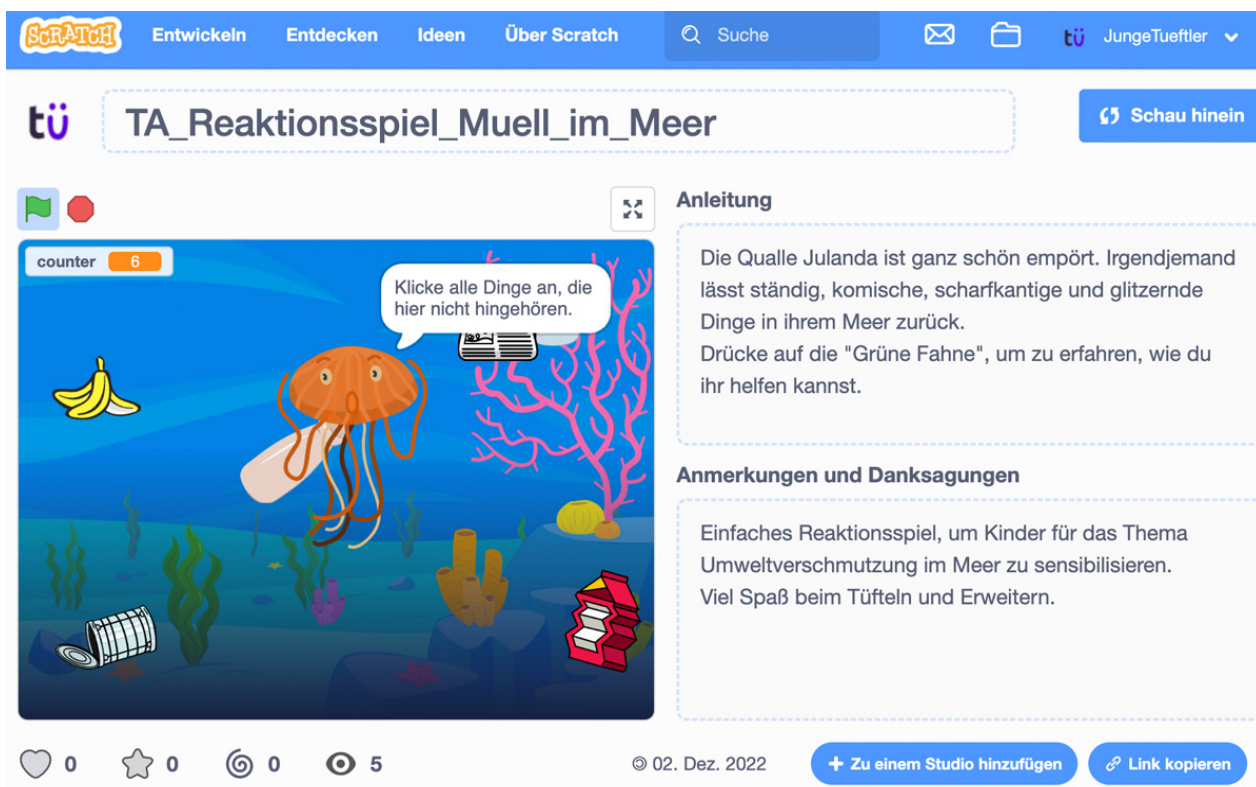 SCRATCH Entwickeln Entdecken Ideen Über Scratch Suche tü JungeTueftler
tü TA_Reaktionsspiel_Muell_im_Meer Schau hinein
counter 6
Klicke alle Dinge an, die
hier nicht hingehören.
Anleitung
Die Qualle Julanda ist ganz schön empört. Irgendjemand
lässt ständig, komische, scharfkantige und glitzernde
Dinge in ihrem Meer zurück.
Drücke auf die "Grüne Fahne", um zu erfahren, wie du
ihr helfen kannst.
Anmerkungen und Danksagungen
Einfaches Reaktionsspiel, um Kinder für das Thema
Umweltverschmutzung im Meer zu sensibilisieren.
Viel Spaß beim Tüfteln und Erweitern.
0 0 0 5 © 02. Dez. 2022 + Zu einem Studio hinzufügen Link kopieren